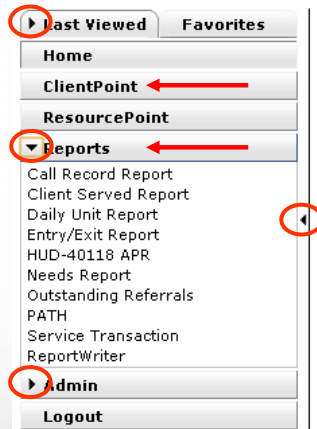 Last Viewed Favorites
Home
ClientPoint
ResourcePoint
Reports
Call Record Report
Client Served Report
Daily Unit Report
Entry/Exit Report
HUD-40118 APR
Needs Report
Outstanding Referrals
PATH
Service Transaction
ReportWriter
Admin
Logout